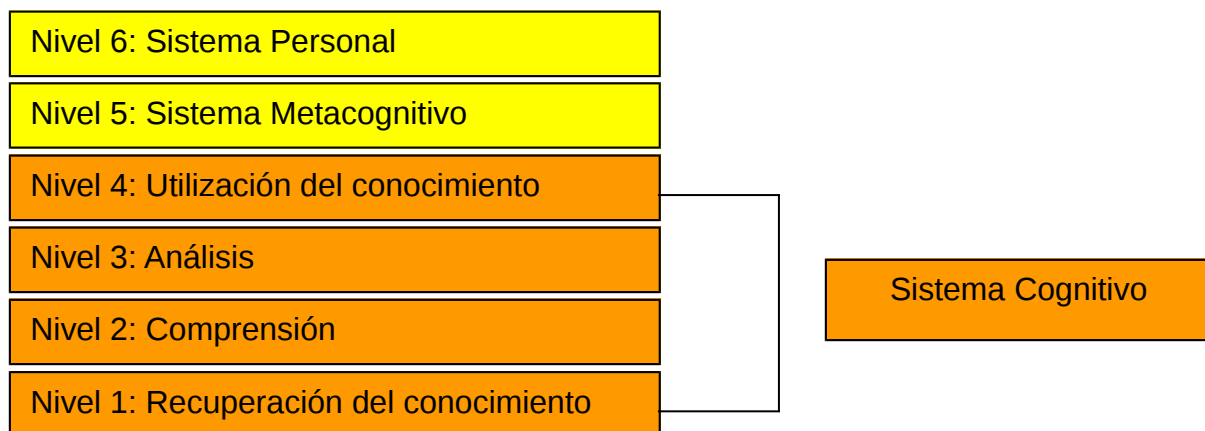 Nivel 6: Sistema Personal
Nivel 5: Sistema Metacognitivo
Nivel 4: Utilización del conocimiento
Nivel 3: Análisis
Sistema Cognitivo
Nivel 2: Comprensión
Nivel 1: Recuperación del conocimiento